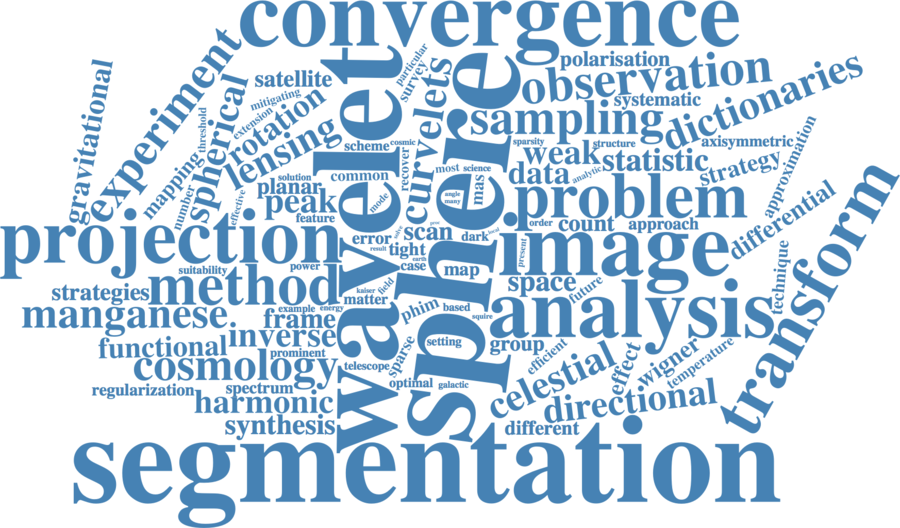 convergence
wavelet
sphere
experiment
gravitational
satellite
mitigating
extension
threshold
spherical
rotation
lensing
mapping
number
effective
particular
survey
polarisation
observation
systematic
sampling
dictionaries
curvelets
scheme
cosmic
sparsity
structure
axisymmetric
weak
statistic
strategy
approximation
data
analytic
recover
most
science
solution
common
planar
peak
feature
mode
angle
many
mas
problem
order
count
approach
differential
transform
projection
error
result
solve
tight
scan
pear
dark
local
earth
case
map
image
present
space
future
technique
suitability
power
strategies
method
kaiser
field
matter
manganese
example
energy
frame
phim
based
squire
analysis
functional
inverse
prominent
setting
group
efficient
effect
wigner
temperature
cosmology
telescope
sparse
regularization
spectrum
optimal
galactic
celestial
directional
harmonic
synthesis
different
segmentation